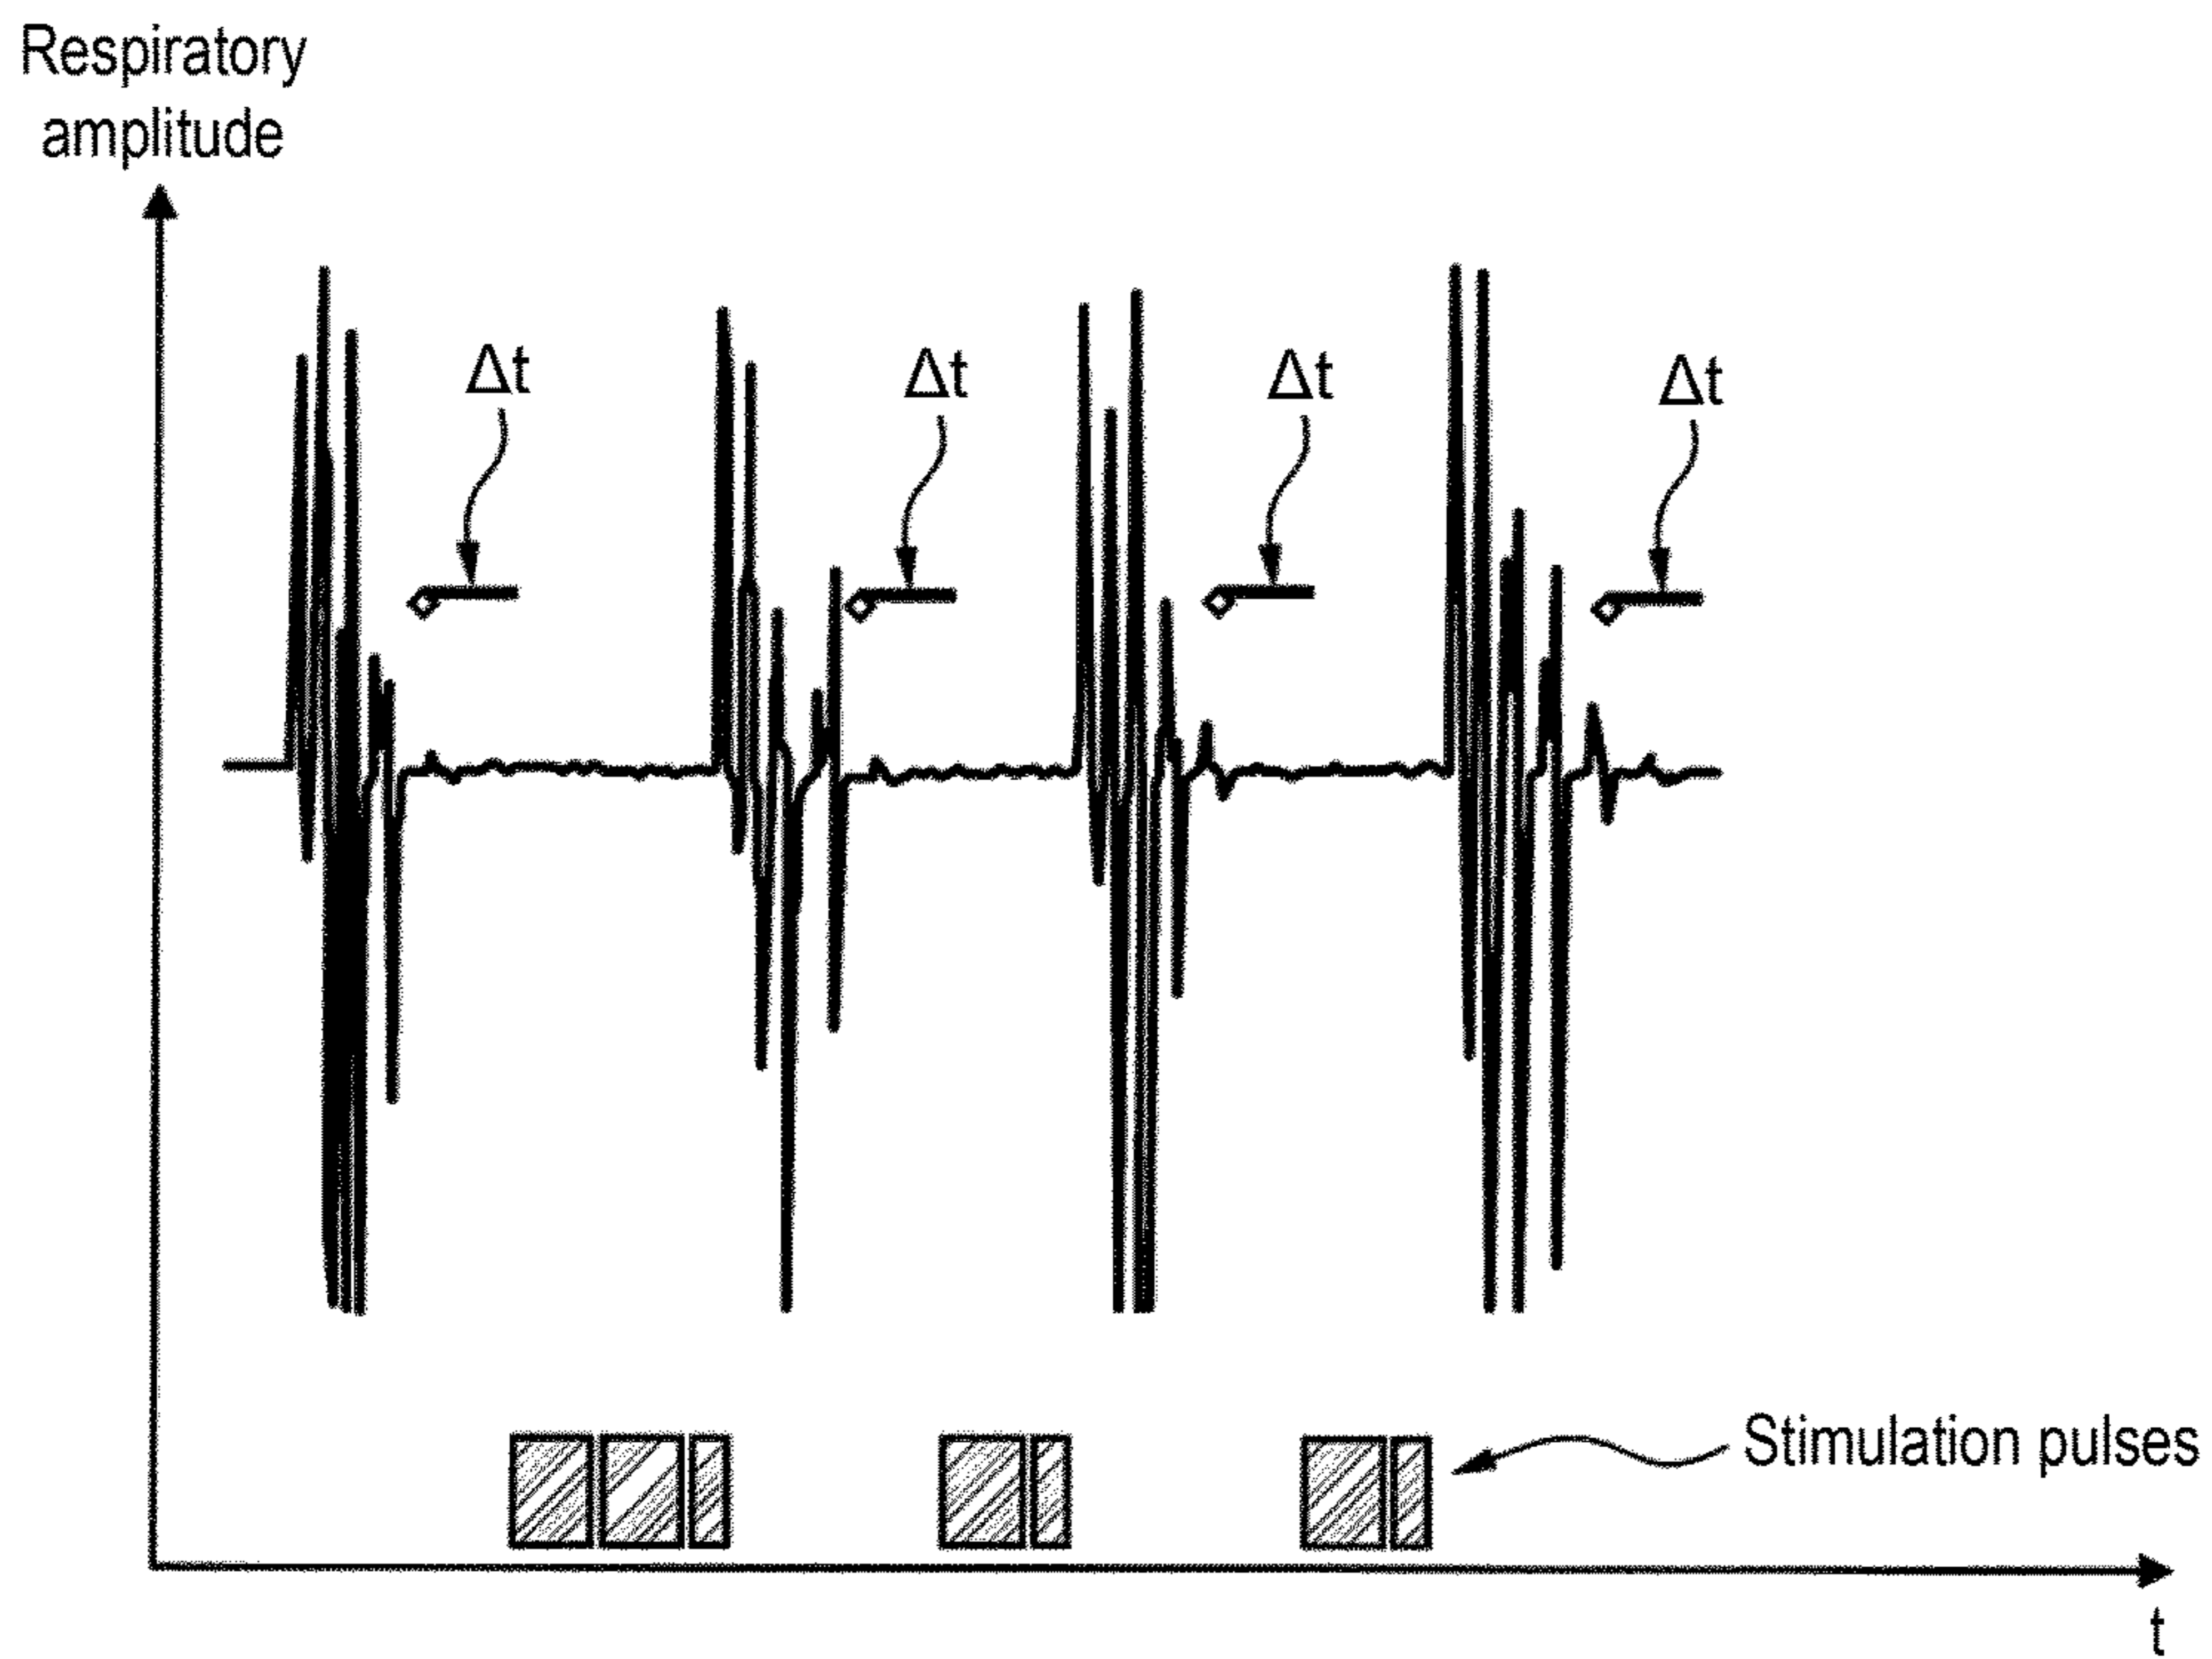 Respiratory
amplitude
Δt
Δt
Δt
Δt
Stimulation pulses
t